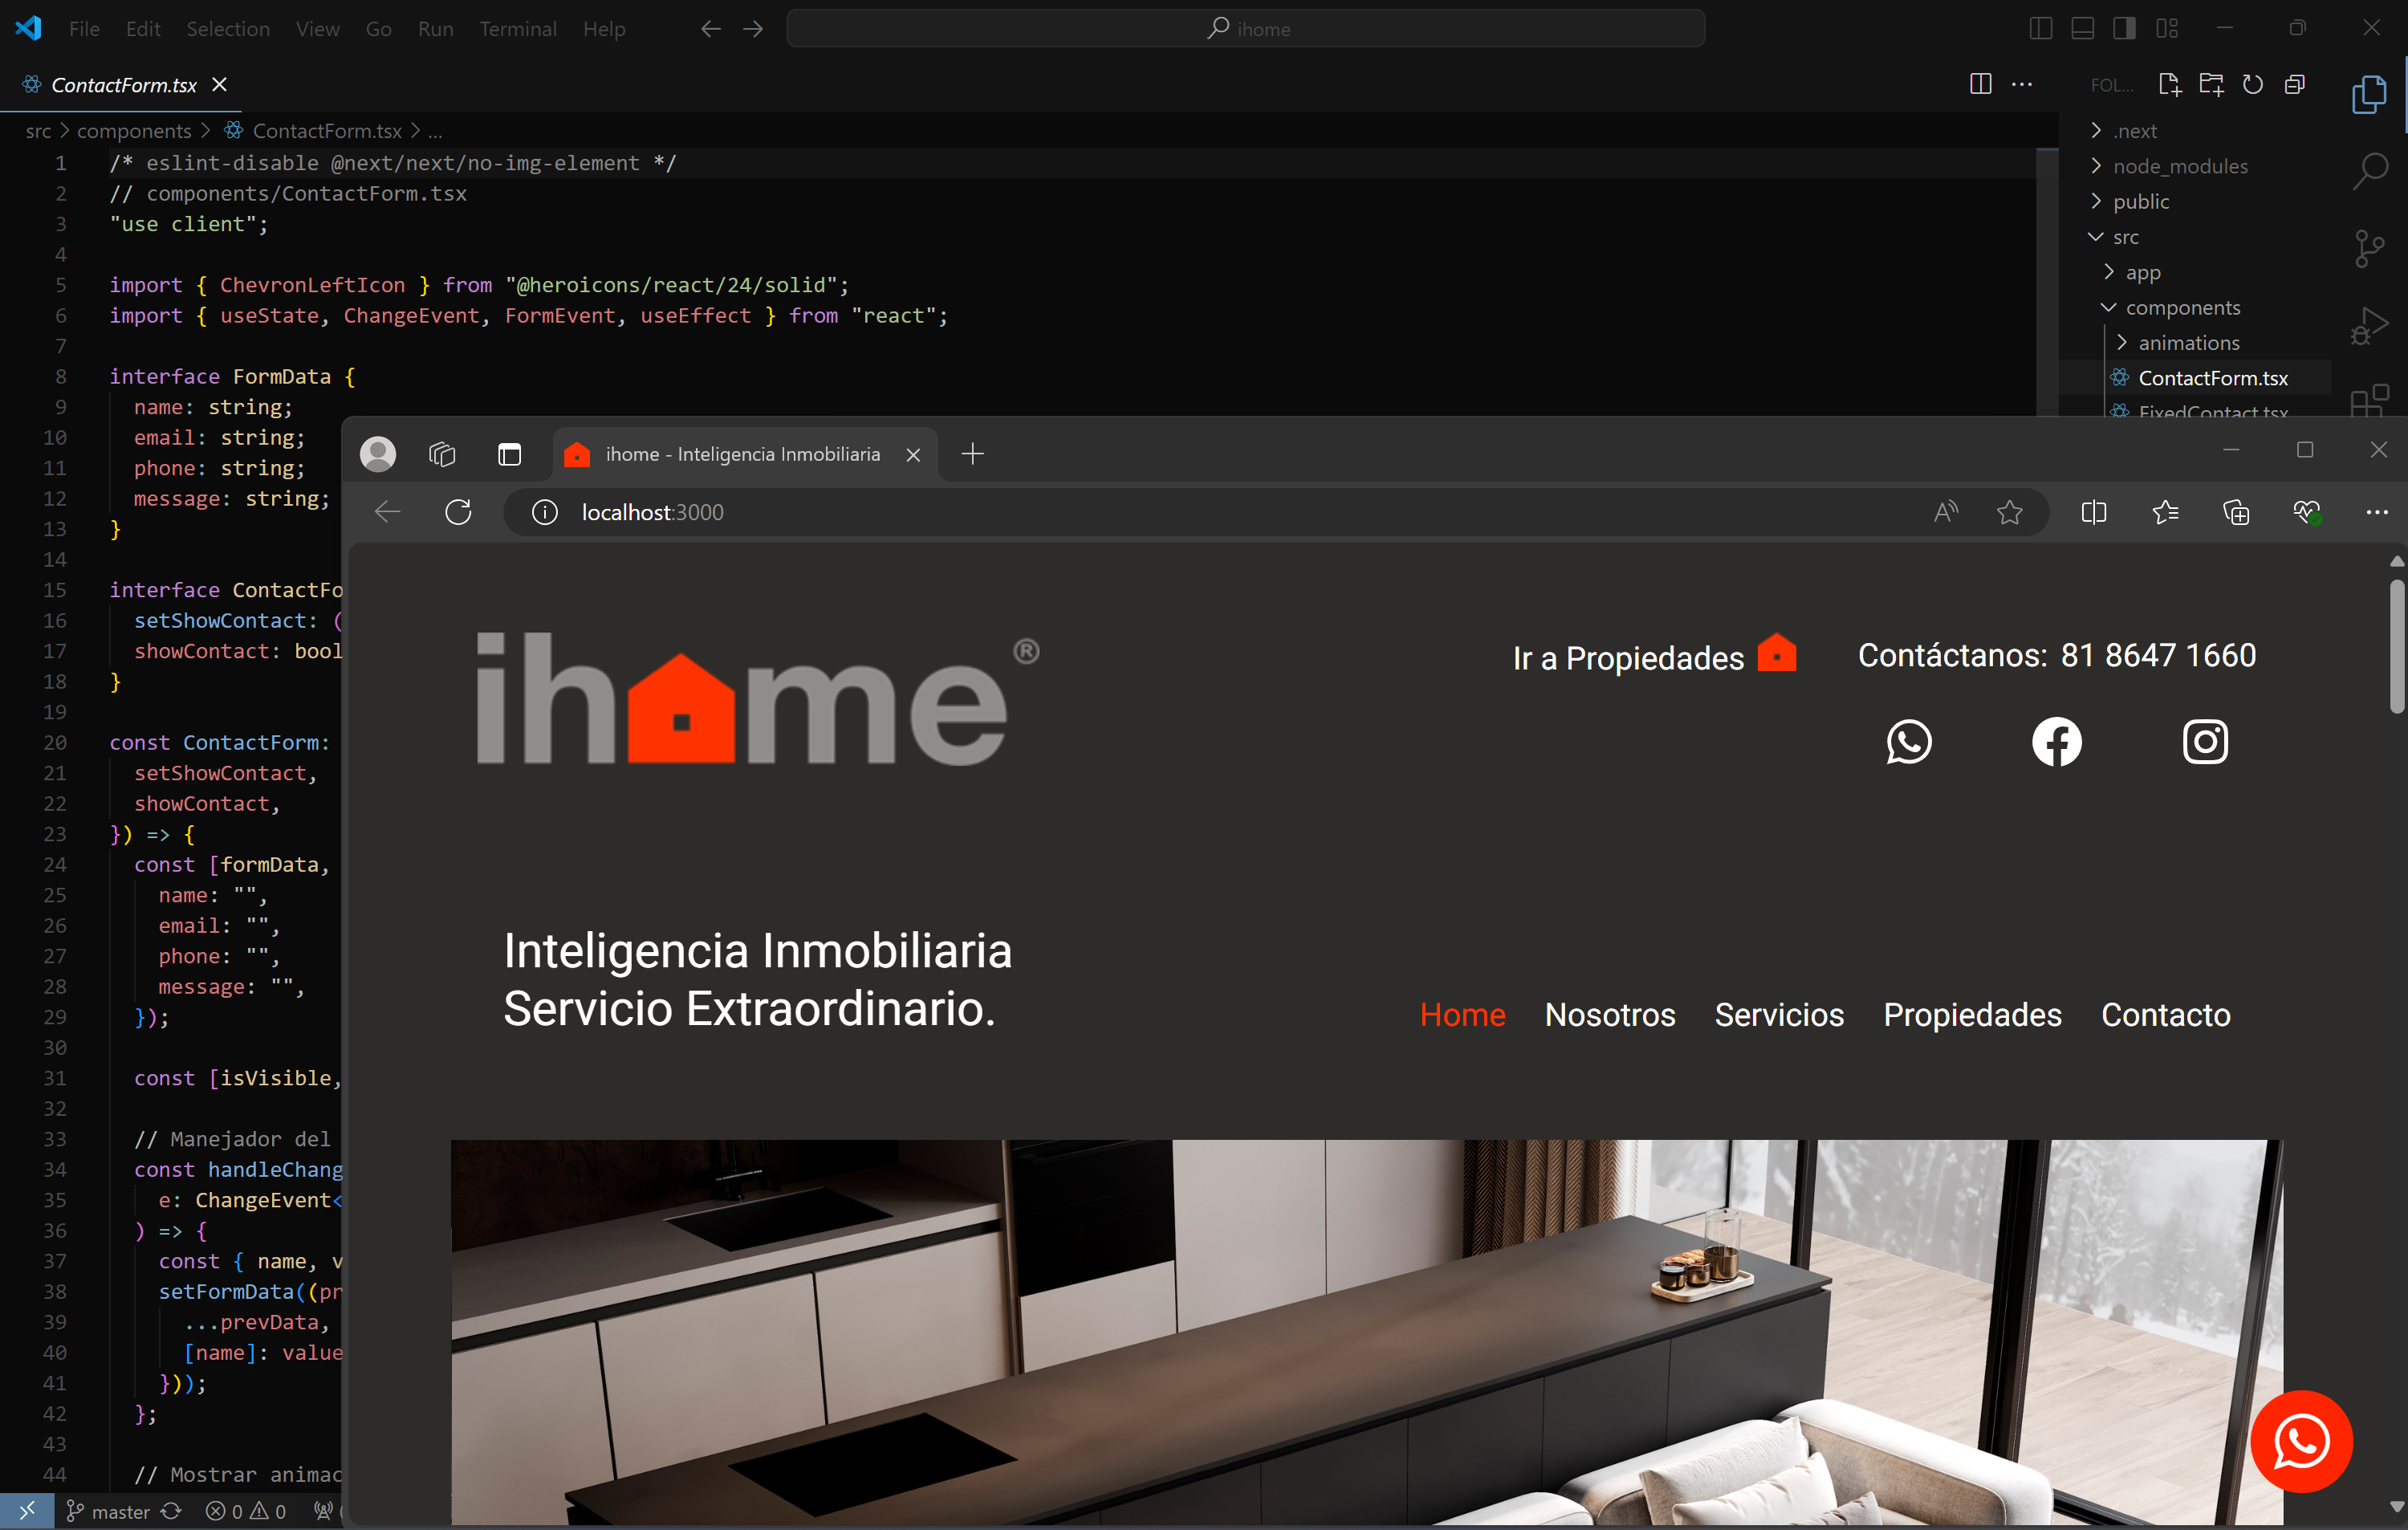 File Edit Selection View Go Run Terminal Help
ihome
ContactForm.tsx
src > components > ContactForm.tsx > ...
1 /* eslint-disable @next/next/no-img-element */
2 // components/ContactForm.tsx
3 "use client";
4
5 import { ChevronLeftIcon } from "@heroicons/react/24/solid";
6 import { useState, ChangeEvent, FormEvent, useEffect } from "react";
7
8 interface FormData {
9 name: string;
10 email: string;
11 phone: string;
12 message: string;
13 }
14
15 interface ContactFo
16 setShowContact: (
17 showContact: bool
18 }
19
20 const ContactForm:
21 setShowContact,
22 showContact,
23 }) => {
24 const [formData,
25 name: "",
26 email: "",
27 phone: "",
28 message: "",
29 });
30
31 const [isVisible,
32
33 // Manejador del
34 const handleChang
35 e: ChangeEvent<
36 ) => {
37 const { name, v
38 setFormData((pr
39 ...prevData,
40 [name]: value
41 }));
42 };
43
44 // Mostrar animac
master 0 0
FOL...
.next
node_modules
public
src
app
components
animations
ContactForm.tsx
FixedContact.tsx
ihome - Inteligencia Inmobiliaria
localhost:3000
ihome ®
Ir a Propiedades
Contáctanos: 81 8647 1660
Inteligencia Inmobiliaria
Servicio Extraordinario.
Home Nosotros Servicios Propiedades Contacto